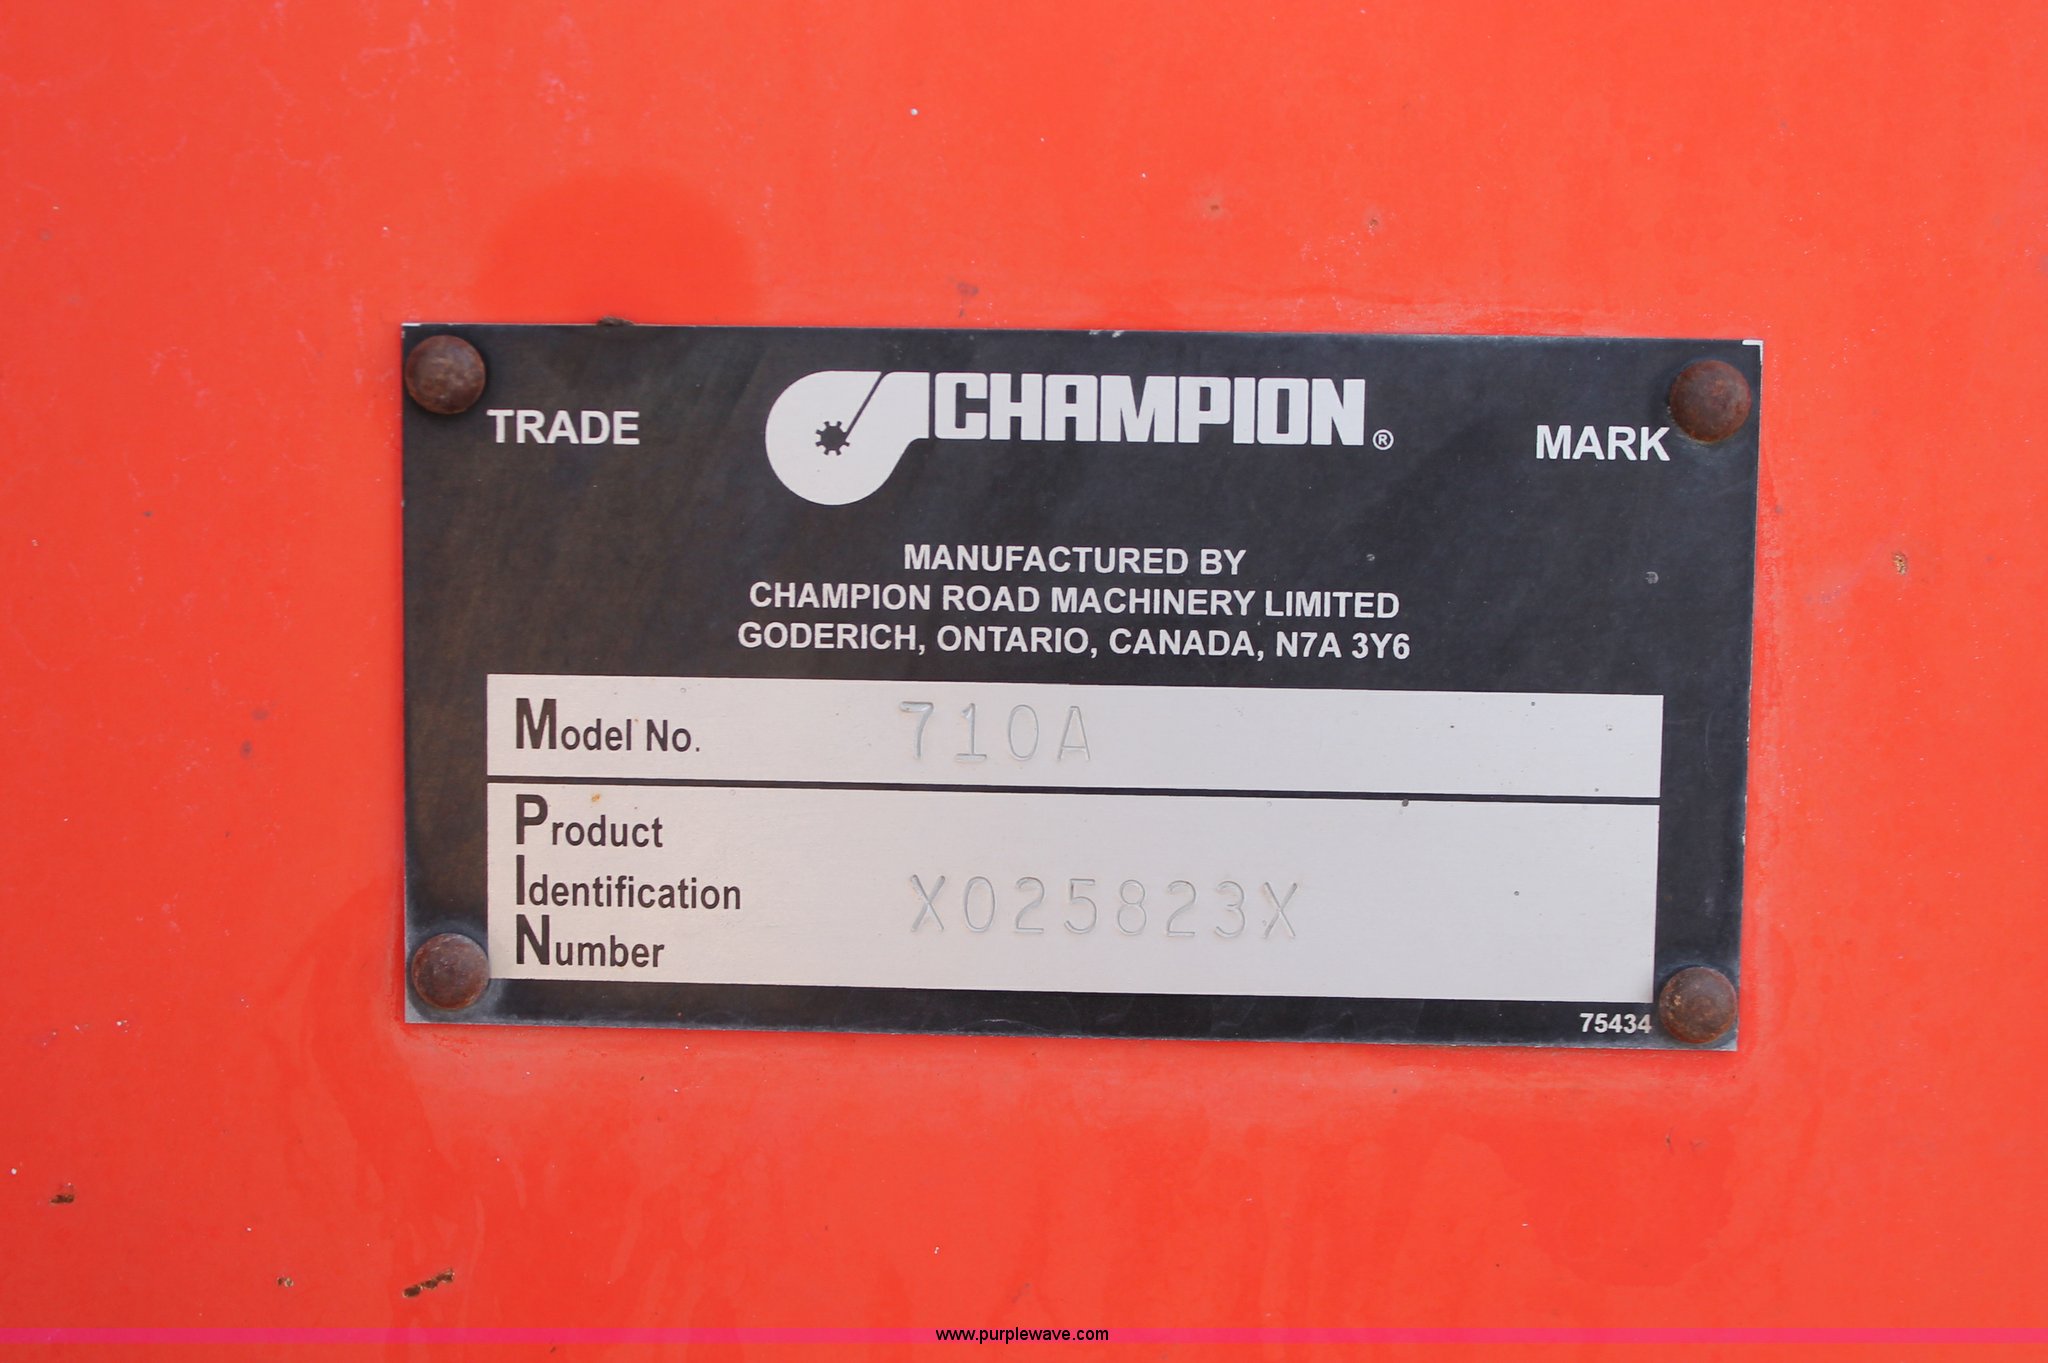 TRADE CHAMPION® MARK
MANUFACTURED BY
CHAMPION ROAD MACHINERY LIMITED
GODERICH, ONTARIO, CANADA, N7A 3Y6
Model No. 710A
Product
Identification X025823X
Number
75434
www.purplewave.com